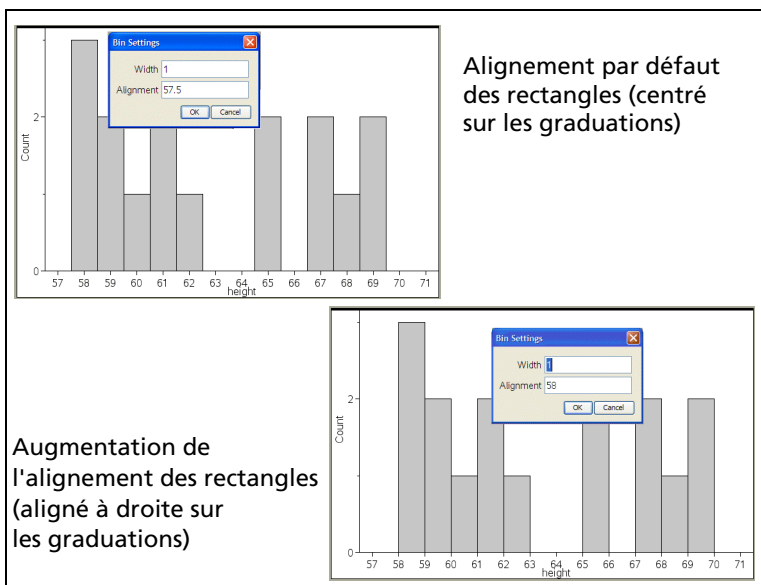 Bin Settings
Width 1
Alignment 57.5
OK Cancel
2
Count
0
57 58 59 60 61 62 63 64 65 66 67 68 69 70 71
height
Alignement par défaut
des rectangles (centré
sur les graduations)
Bin Settings
Width 1
Alignment 58
OK Cancel
2
Count
0
57 58 59 60 61 62 63 64 65 66 67 68 69 70 71
height
Augmentation de
l'alignement des rectangles
(aligné à droite sur
les graduations)